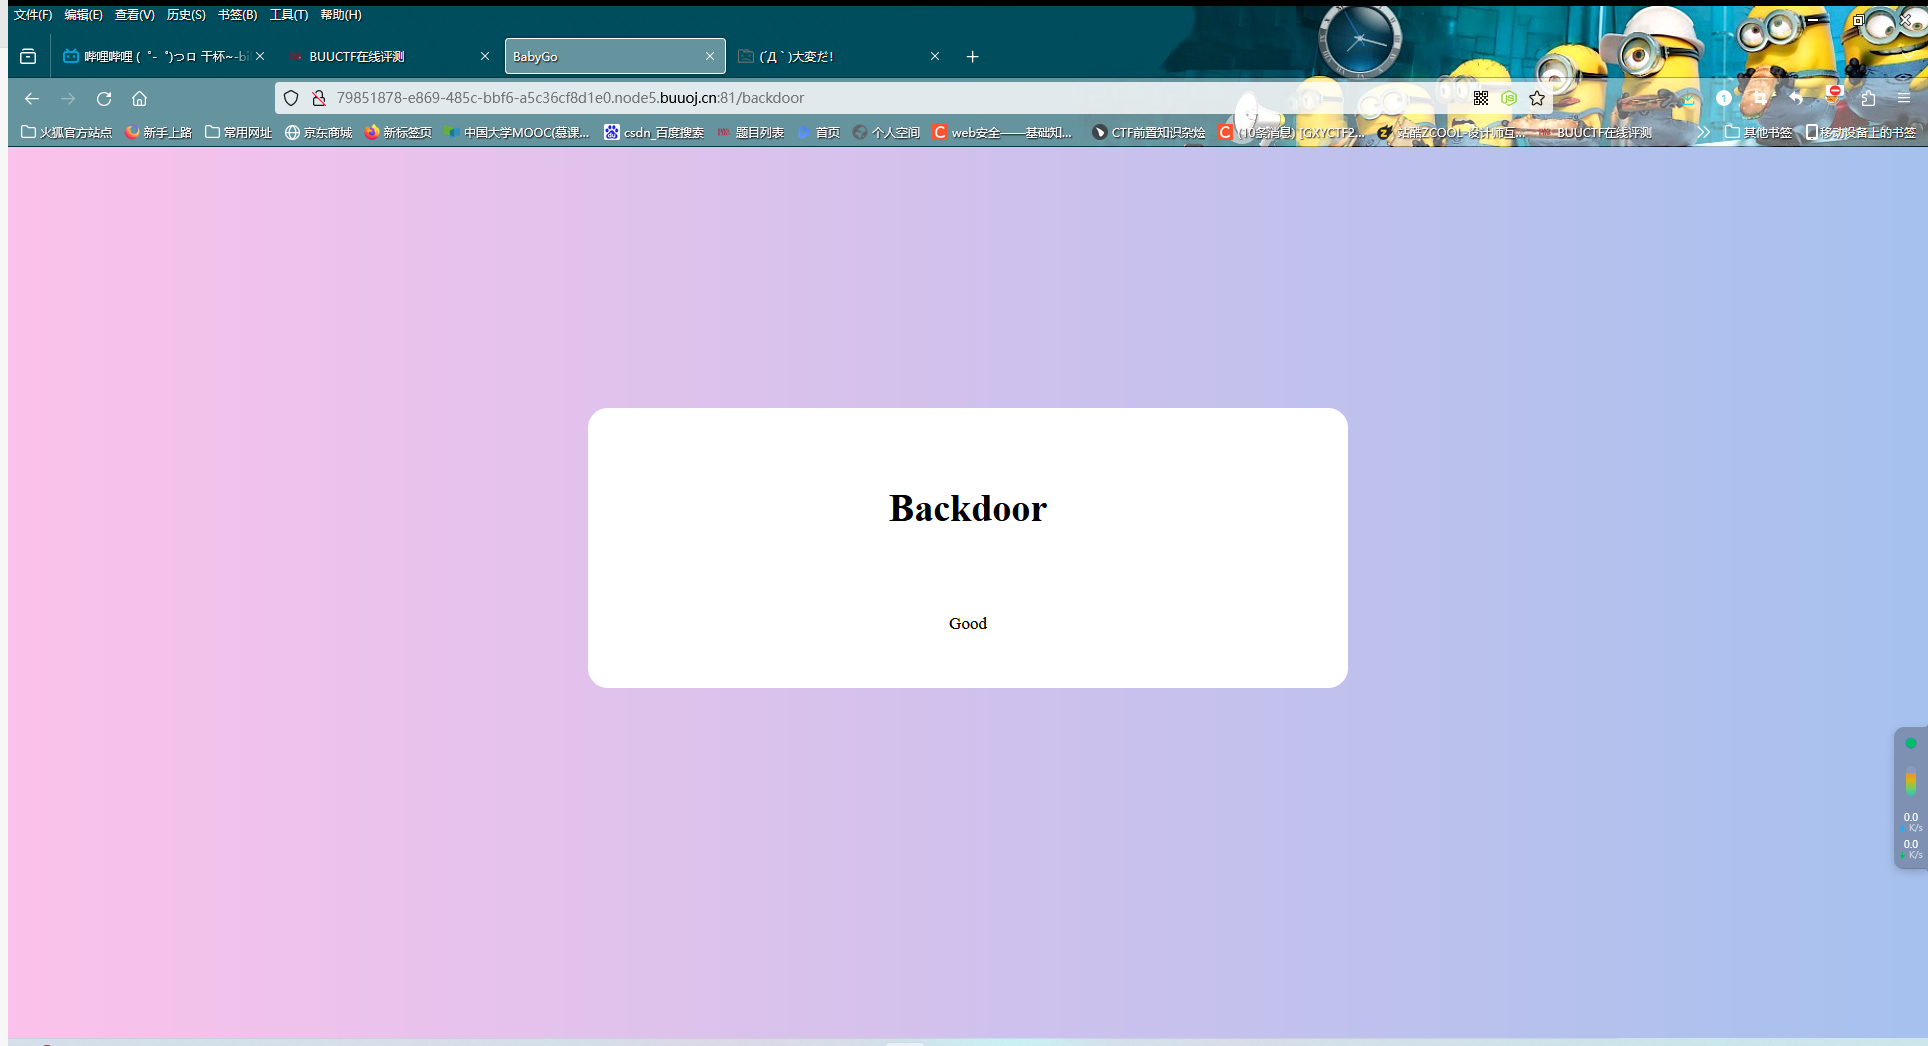 文件(F) 编辑(E) 查看(V) 历史(S) 书签(B) 工具(T) 帮助(H)
哔哩哔哩 ( ゜- ゜)つロ 干杯~-bi BUUCTF在线评测 BabyGo (´Д`)大変だ!
79851878-e869-485c-bbf6-a5c36cf8d1e0.node5.buuoj.cn:81/backdoor
火狐官方站点 新手上路 常用网址 京东商城 新标签页 中国大学MOOC(慕课... csdn_百度搜索 题目列表 首页 个人空间 web安全——基础知... CTF前置知识杂烩 (10条消息) [GXYCTF2... 站酷ZCOOL-设计师互... BUUCTF在线评测 其他书签 移动设备上的书签
Backdoor
Good
0.0
K/s
0.0
K/s